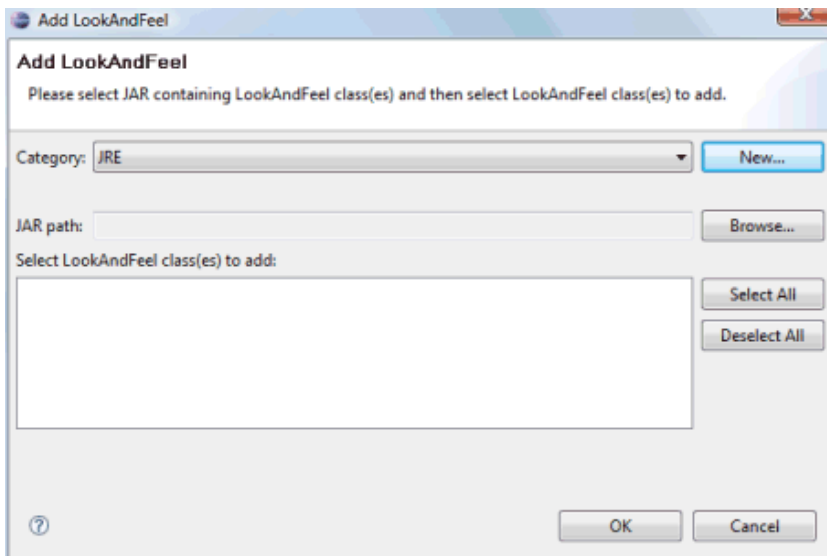 Add LookAndFeel
Add LookAndFeel
Please select JAR containing LookAndFeel class(es) and then select LookAndFeel class(es) to add.
Category: JRE New...
JAR path: Browse...
Select LookAndFeel class(es) to add:
Select All
Deselect All
OK Cancel